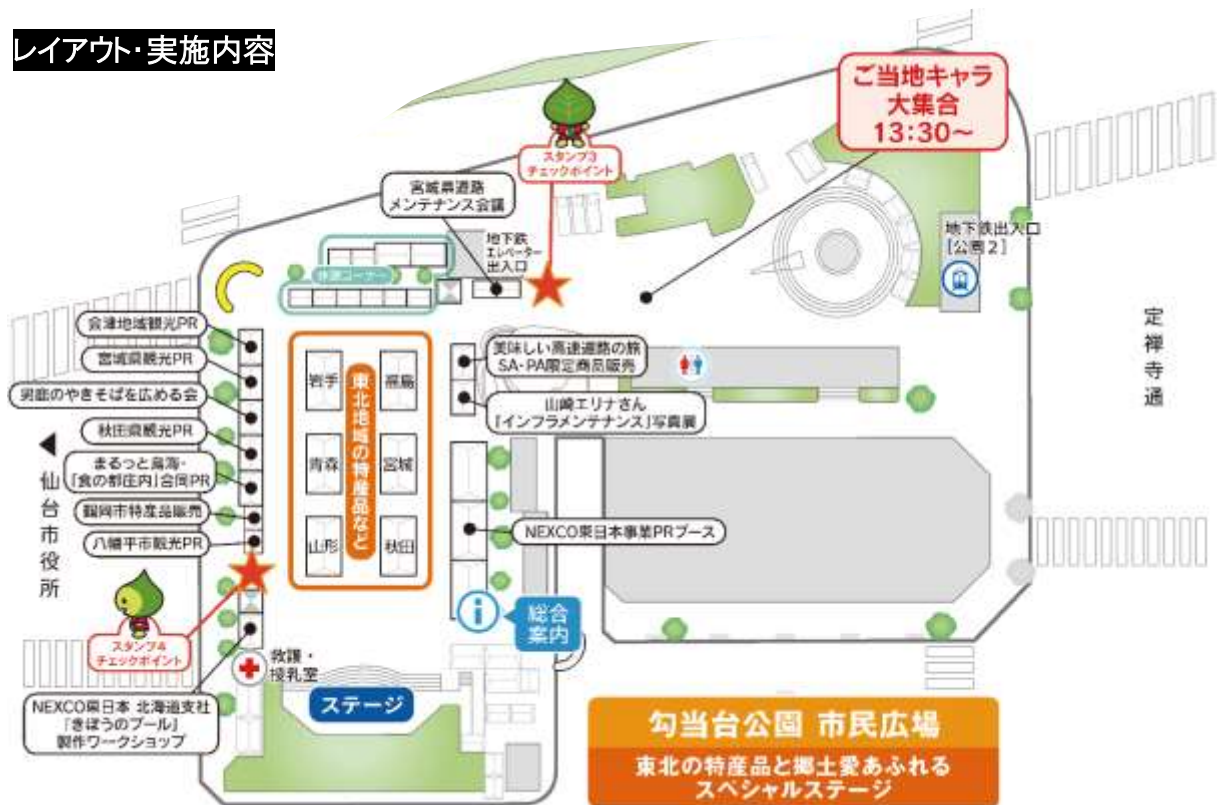 レイアウト・実施内容
ご当地キャラ
大集合
13:30～
スタンプ3
チェックポイント
宮城県道路
メンテナンス会議
地下鉄
エレベーター
出入口
地下鉄出入口
[公園2]
休憩コーナー
定禅寺通
会津地域観光PR
宮城県観光PR
男鹿のやきそばを広める会
秋田県観光PR
まるっと鳥海・
「食の都庄内」合同PR
鶴岡市特産品販売
八幡平市観光PR
仙台市役所
岩手
福島
青森
宮城
山形
秋田
東北地域の特産品など
美味しい高速道路の旅
SA・PA限定商品販売
山崎エリナさん
「インフラメンテナンス」写真展
NEXCO東日本事業PRブース
総合
案内
スタンプ4
チェックポイント
救護・
授乳室
NEXCO東日本 北海道支社
「きぼうのプール」
製作ワークショップ
ステージ
勾当台公園 市民広場
東北の特産品と郷土愛あふれる
スペシャルステージ